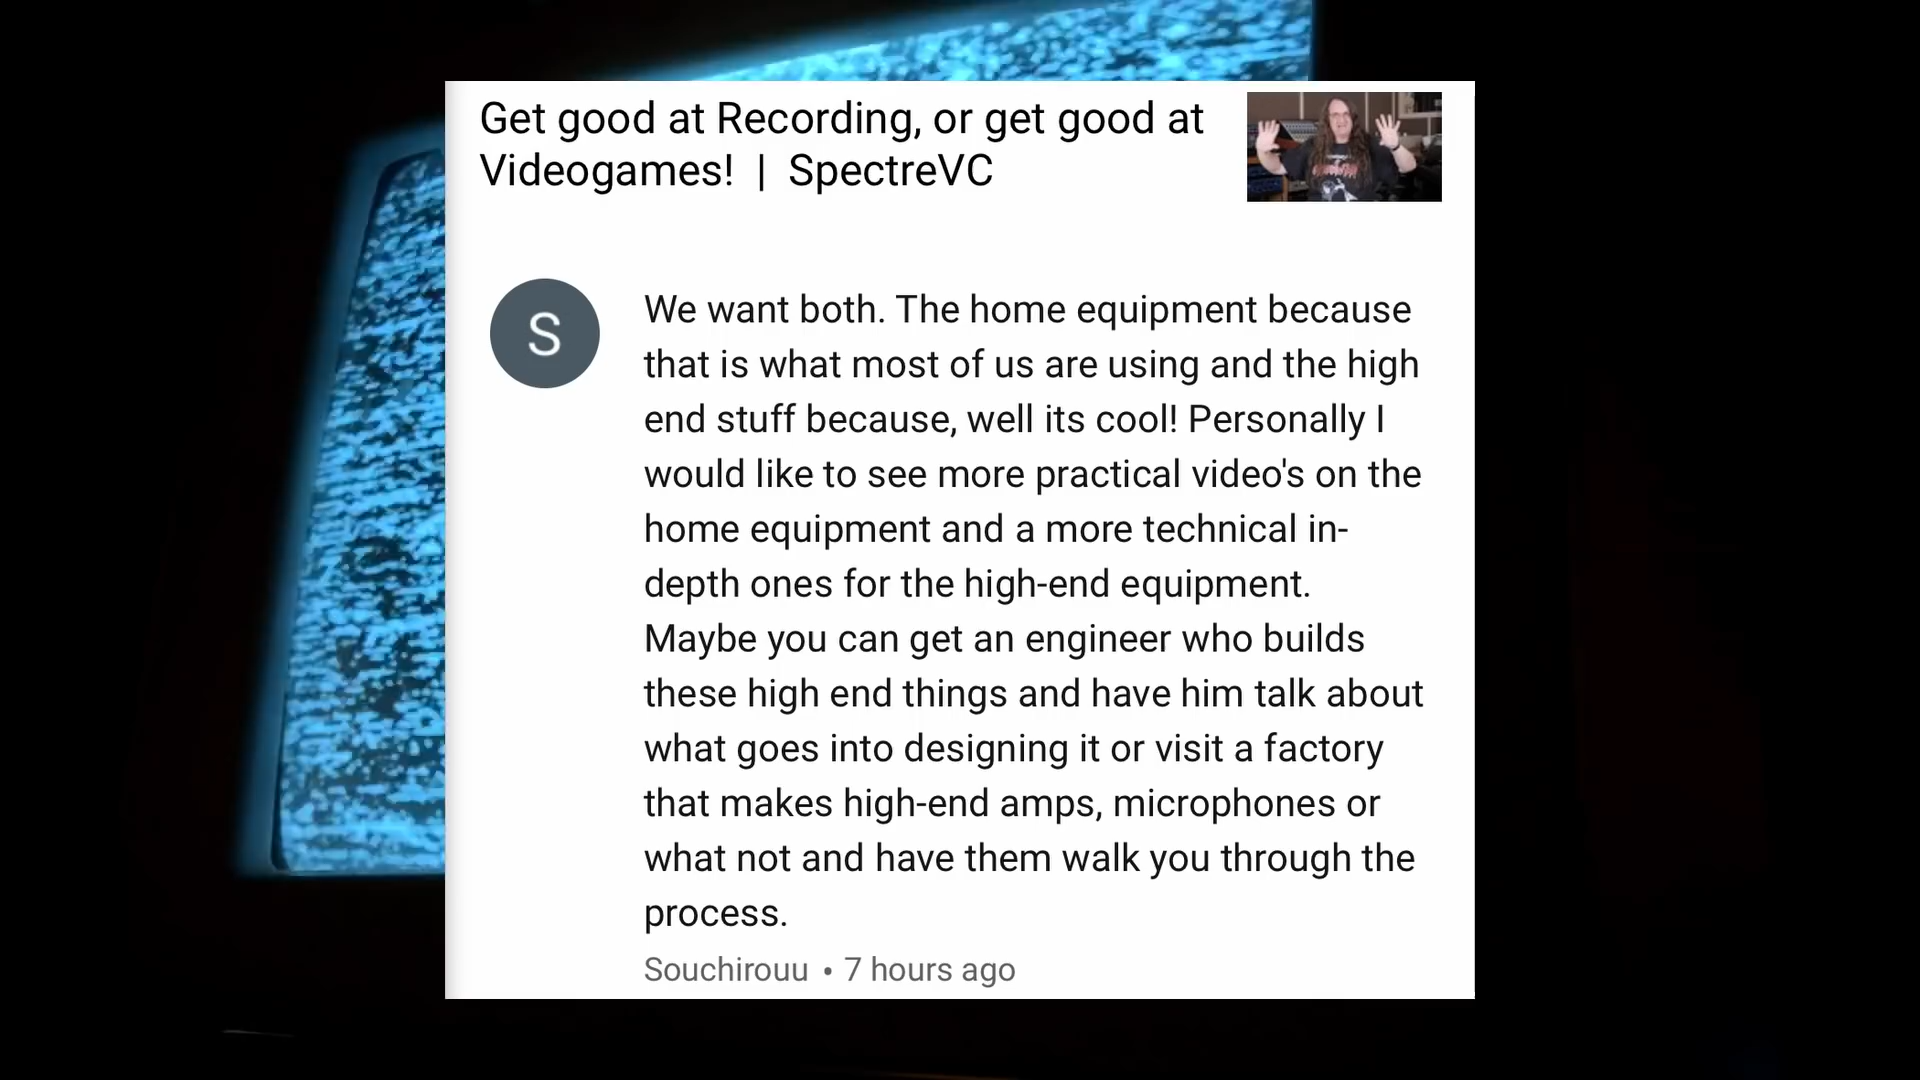 Get good at Recording, or get good at
Videogames! | SpectreVC
S
We want both. The home equipment because
that is what most of us are using and the high
end stuff because, well its cool! Personally I
would like to see more practical video's on the
home equipment and a more technical in-
depth ones for the high-end equipment.
Maybe you can get an engineer who builds
these high end things and have him talk about
what goes into designing it or visit a factory
that makes high-end amps, microphones or
what not and have them walk you through the
process.
Souchirouu • 7 hours ago